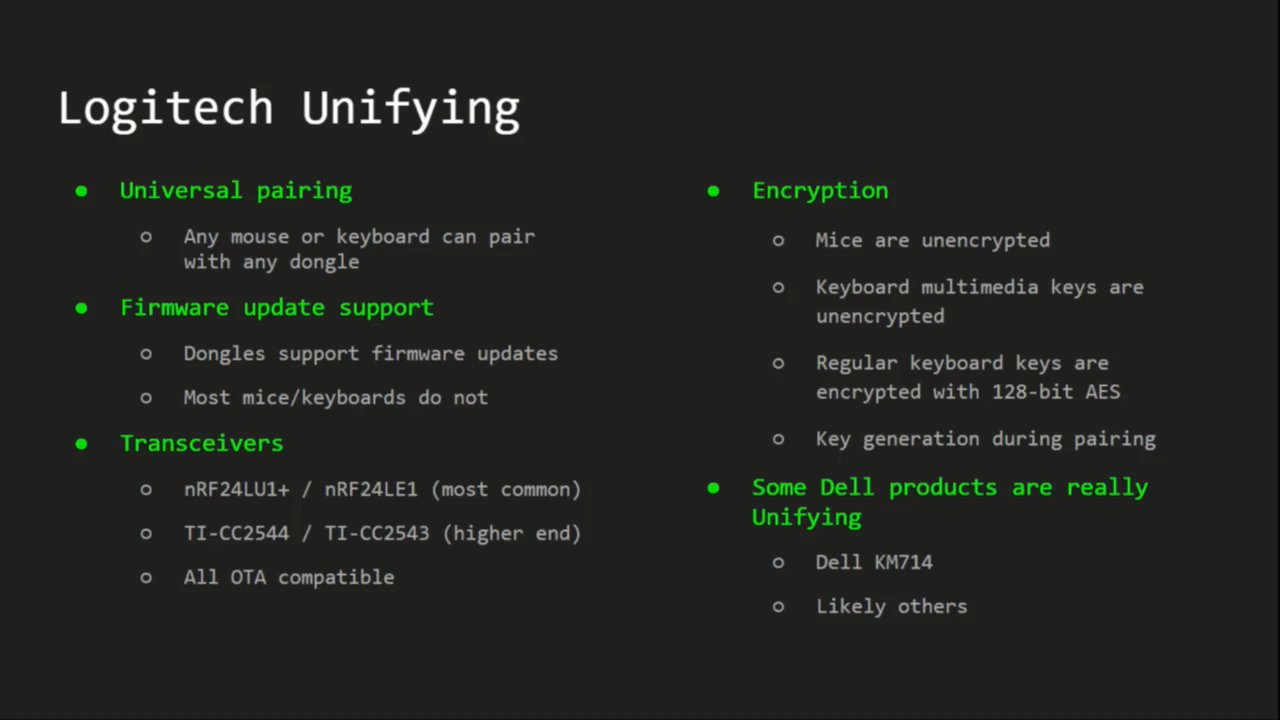 Logitech Unifying
● Universal pairing
○ Any mouse or keyboard can pair
with any dongle
● Firmware update support
○ Dongles support firmware updates
○ Most mice/keyboards do not
● Transceivers
○ nRF24LU1+ / nRF24LE1 (most common)
○ TI-CC2544 / TI-CC2543 (higher end)
○ All OTA compatible
● Encryption
○ Mice are unencrypted
○ Keyboard multimedia keys are
unencrypted
○ Regular keyboard keys are
encrypted with 128-bit AES
○ Key generation during pairing
● Some Dell products are really
Unifying
○ Dell KM714
○ Likely others